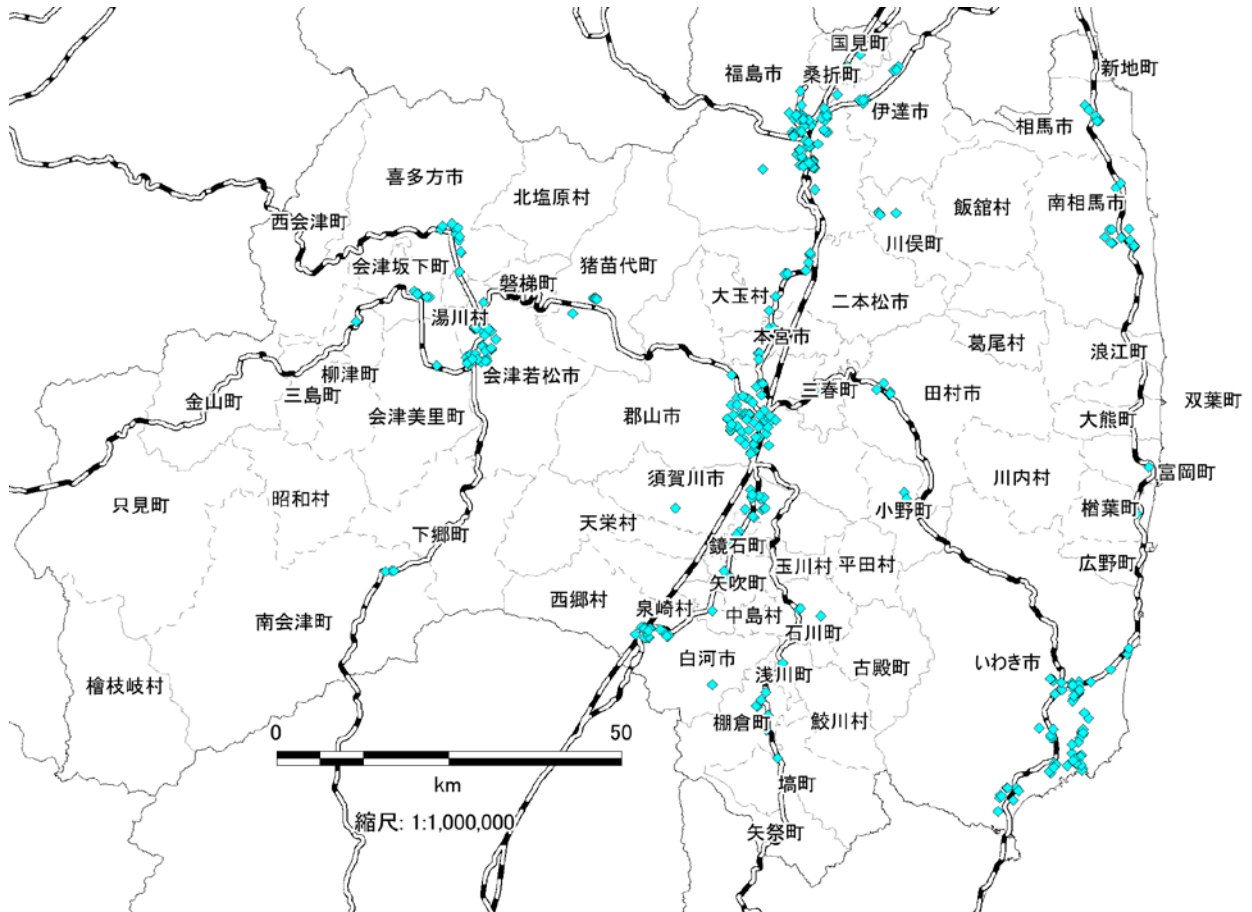 国見町
福島市
桑折町
新地町
伊達市
相馬市
喜多方市
北塩原村
飯舘村
南相馬市
西会津町
川俣町
会津坂下町
猪苗代町
磐梯町
大玉村
二本松市
湯川村
本宮市
葛尾村
浪江町
柳津町
会津若松市
三春町
田村市
双葉町
金山町
三島町
会津美里町
郡山市
大熊町
須賀川市
川内村
富岡町
只見町
昭和村
天栄村
小野町
楢葉町
下郷町
鏡石町
玉川村
平田村
広野町
矢吹町
西郷村
泉崎村
中島村
南会津町
石川町
白河市
古殿町
いわき市
浅川町
檜枝岐村
棚倉町
鮫川村
0
50
km
塙町
縮尺: 1:1,000,000
矢祭町